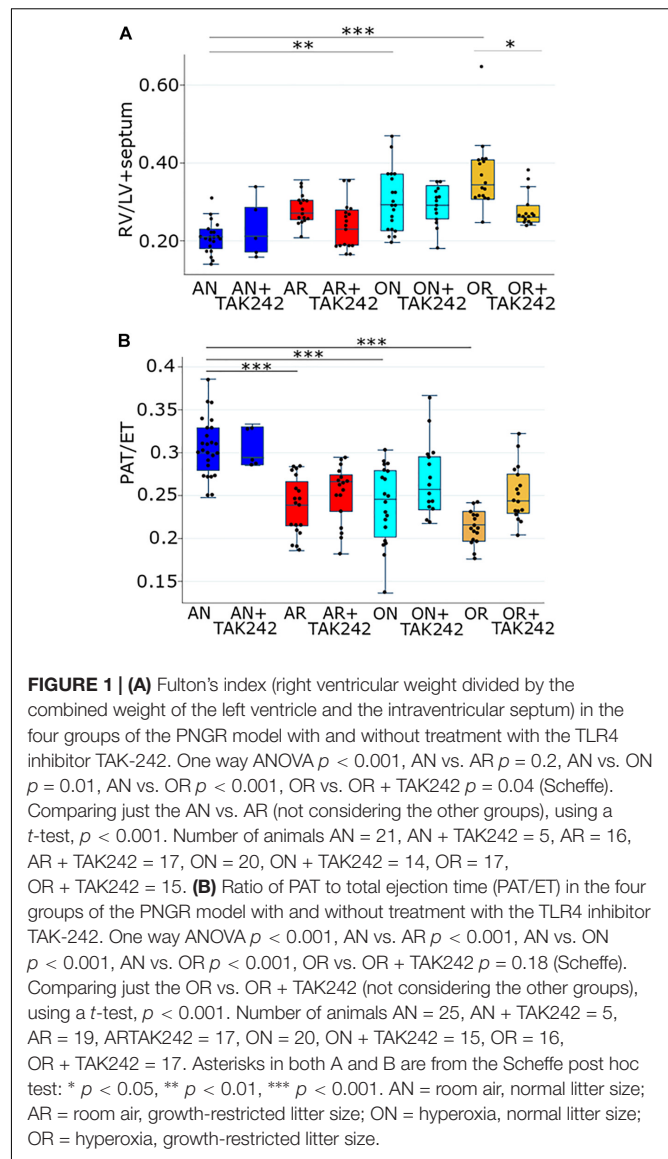 A
***
**
*
0.60
0.40
0.20
RV/LV+septum
AN AN+ AR AR+ ON ON+ OR OR+
TAK242 TAK242 TAK242 TAK242
B
***
***
***
0.4
0.35
0.3
0.25
0.2
0.15
PAT/ET
AN AN+ AR AR+ ON ON+ OR OR+
TAK242 TAK242 TAK242 TAK242
FIGURE 1 | (A) Fulton's index (right ventricular weight divided by the
combined weight of the left ventricle and the intraventricular septum) in the
four groups of the PNGR model with and without treatment with the TLR4
inhibitor TAK-242. One way ANOVA p < 0.001, AN vs. AR p = 0.2, AN vs. ON
p = 0.01, AN vs. OR p < 0.001, OR vs. OR + TAK242 p = 0.04 (Scheffe).
Comparing just the AN vs. AR (not considering the other groups), using a
t-test, p < 0.001. Number of animals AN = 21, AN + TAK242 = 5, AR = 16,
AR + TAK242 = 17, ON = 20, ON + TAK242 = 14, OR = 17,
OR + TAK242 = 15. (B) Ratio of PAT to total ejection time (PAT/ET) in the four
groups of the PNGR model with and without treatment with the TLR4 inhibitor
TAK-242. One way ANOVA p < 0.001, AN vs. AR p < 0.001, AN vs. ON
p < 0.001, AN vs. OR p < 0.001, OR vs. OR + TAK242 p = 0.18 (Scheffe).
Comparing just the OR vs. OR + TAK242 (not considering the other groups),
using a t-test, p < 0.001. Number of animals AN = 25, AN + TAK242 = 5,
AR = 19, ARTAK242 = 17, ON = 20, ON + TAK242 = 15, OR = 16,
OR + TAK242 = 17. Asterisks in both A and B are from the Scheffe post hoc
test: * p < 0.05, ** p < 0.01, *** p < 0.001. AN = room air, normal litter size;
AR = room air, growth-restricted litter size; ON = hyperoxia, normal litter size;
OR = hyperoxia, growth-restricted litter size.